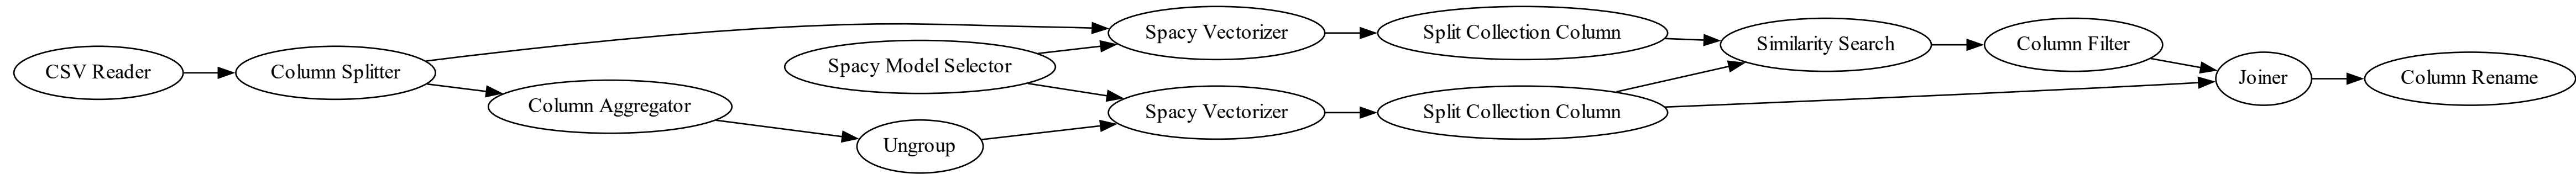 CSV Reader
Column Splitter
Column Aggregator
Spacy Model Selector
Ungroup
Spacy Vectorizer
Spacy Vectorizer
Split Collection Column
Split Collection Column
Similarity Search
Column Filter
Joiner
Column Rename